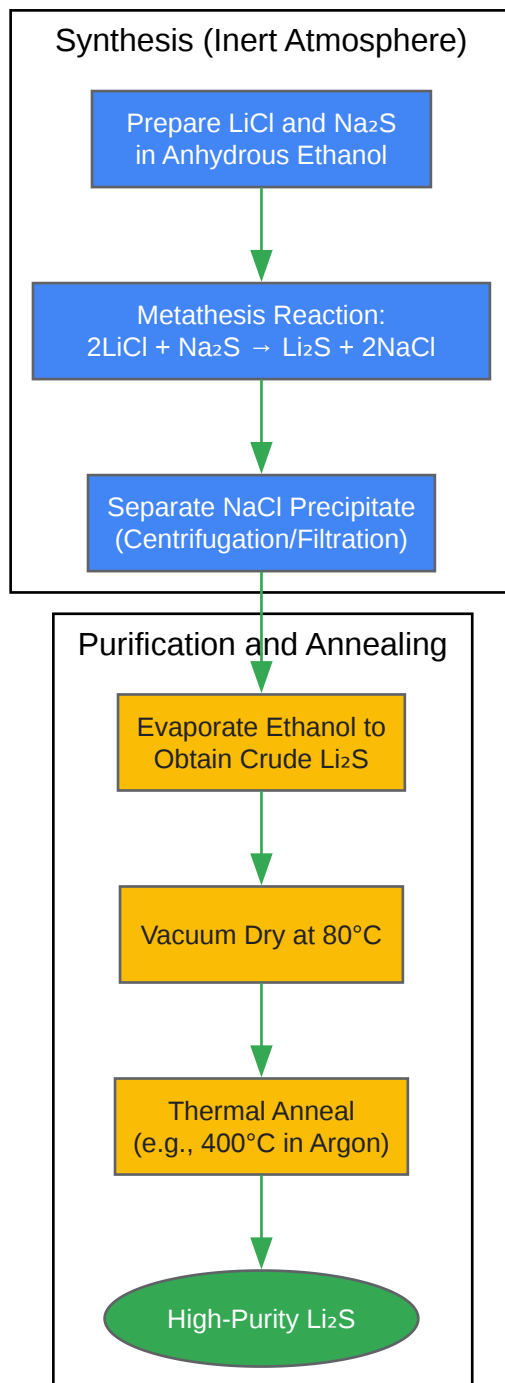 Synthesis (Inert Atmosphere)
Prepare LiCl and Na₂S
in Anhydrous Ethanol
Metathesis Reaction:
2LiCl + Na₂S → Li₂S + 2NaCl
Separate NaCl Precipitate
(Centrifugation/Filtration)
Purification and Annealing
Evaporate Ethanol to
Obtain Crude Li₂S
Vacuum Dry at 80°C
Thermal Anneal
(e.g., 400°C in Argon)
High-Purity Li₂S